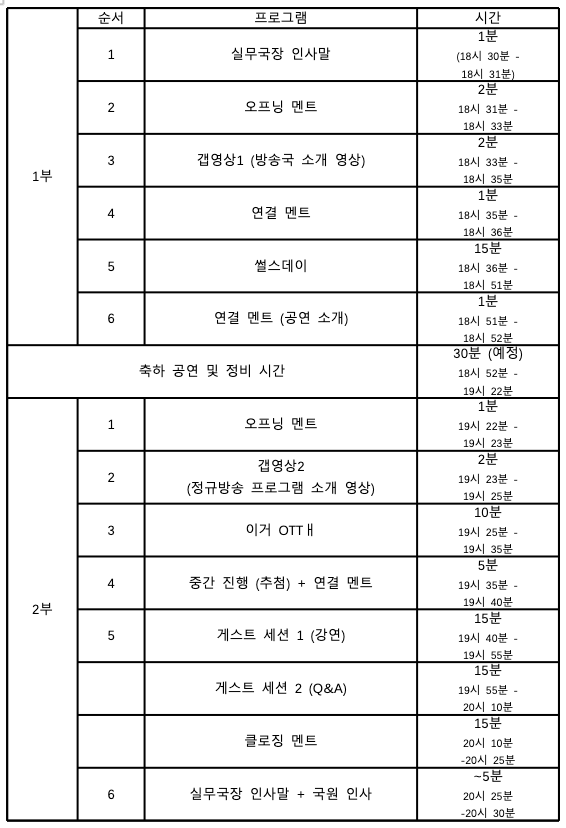 순서 프로그램 시간
1부
1 실무국장 인사말 1분
(18시 30분 -
18시 31분)
2 오프닝 멘트 2분
18시 31분 -
18시 33분
3 갭영상1 (방송국 소개 영상) 2분
18시 33분 -
18시 35분
4 연결 멘트 1분
18시 35분 -
18시 36분
5 썰스데이 15분
18시 36분 -
18시 51분
6 연결 멘트 (공연 소개) 1분
18시 51분 -
18시 52분
축하 공연 및 정비 시간 30분 (예정)
18시 52분 -
19시 22분
2부
1 오프닝 멘트 1분
19시 22분 -
19시 23분
2 갭영상2
(정규방송 프로그램 소개 영상) 2분
19시 23분 -
19시 25분
3 이거 OTTㅐ 10분
19시 25분 -
19시 35분
4 중간 진행 (추첨) + 연결 멘트 5분
19시 35분 -
19시 40분
5 게스트 세션 1 (강연) 15분
19시 40분 -
19시 55분
게스트 세션 2 (Q&A) 15분
19시 55분 -
20시 10분
클로징 멘트 15분
20시 10분
-20시 25분
6 실무국장 인사말 + 국원 인사 ~5분
20시 25분
-20시 30분